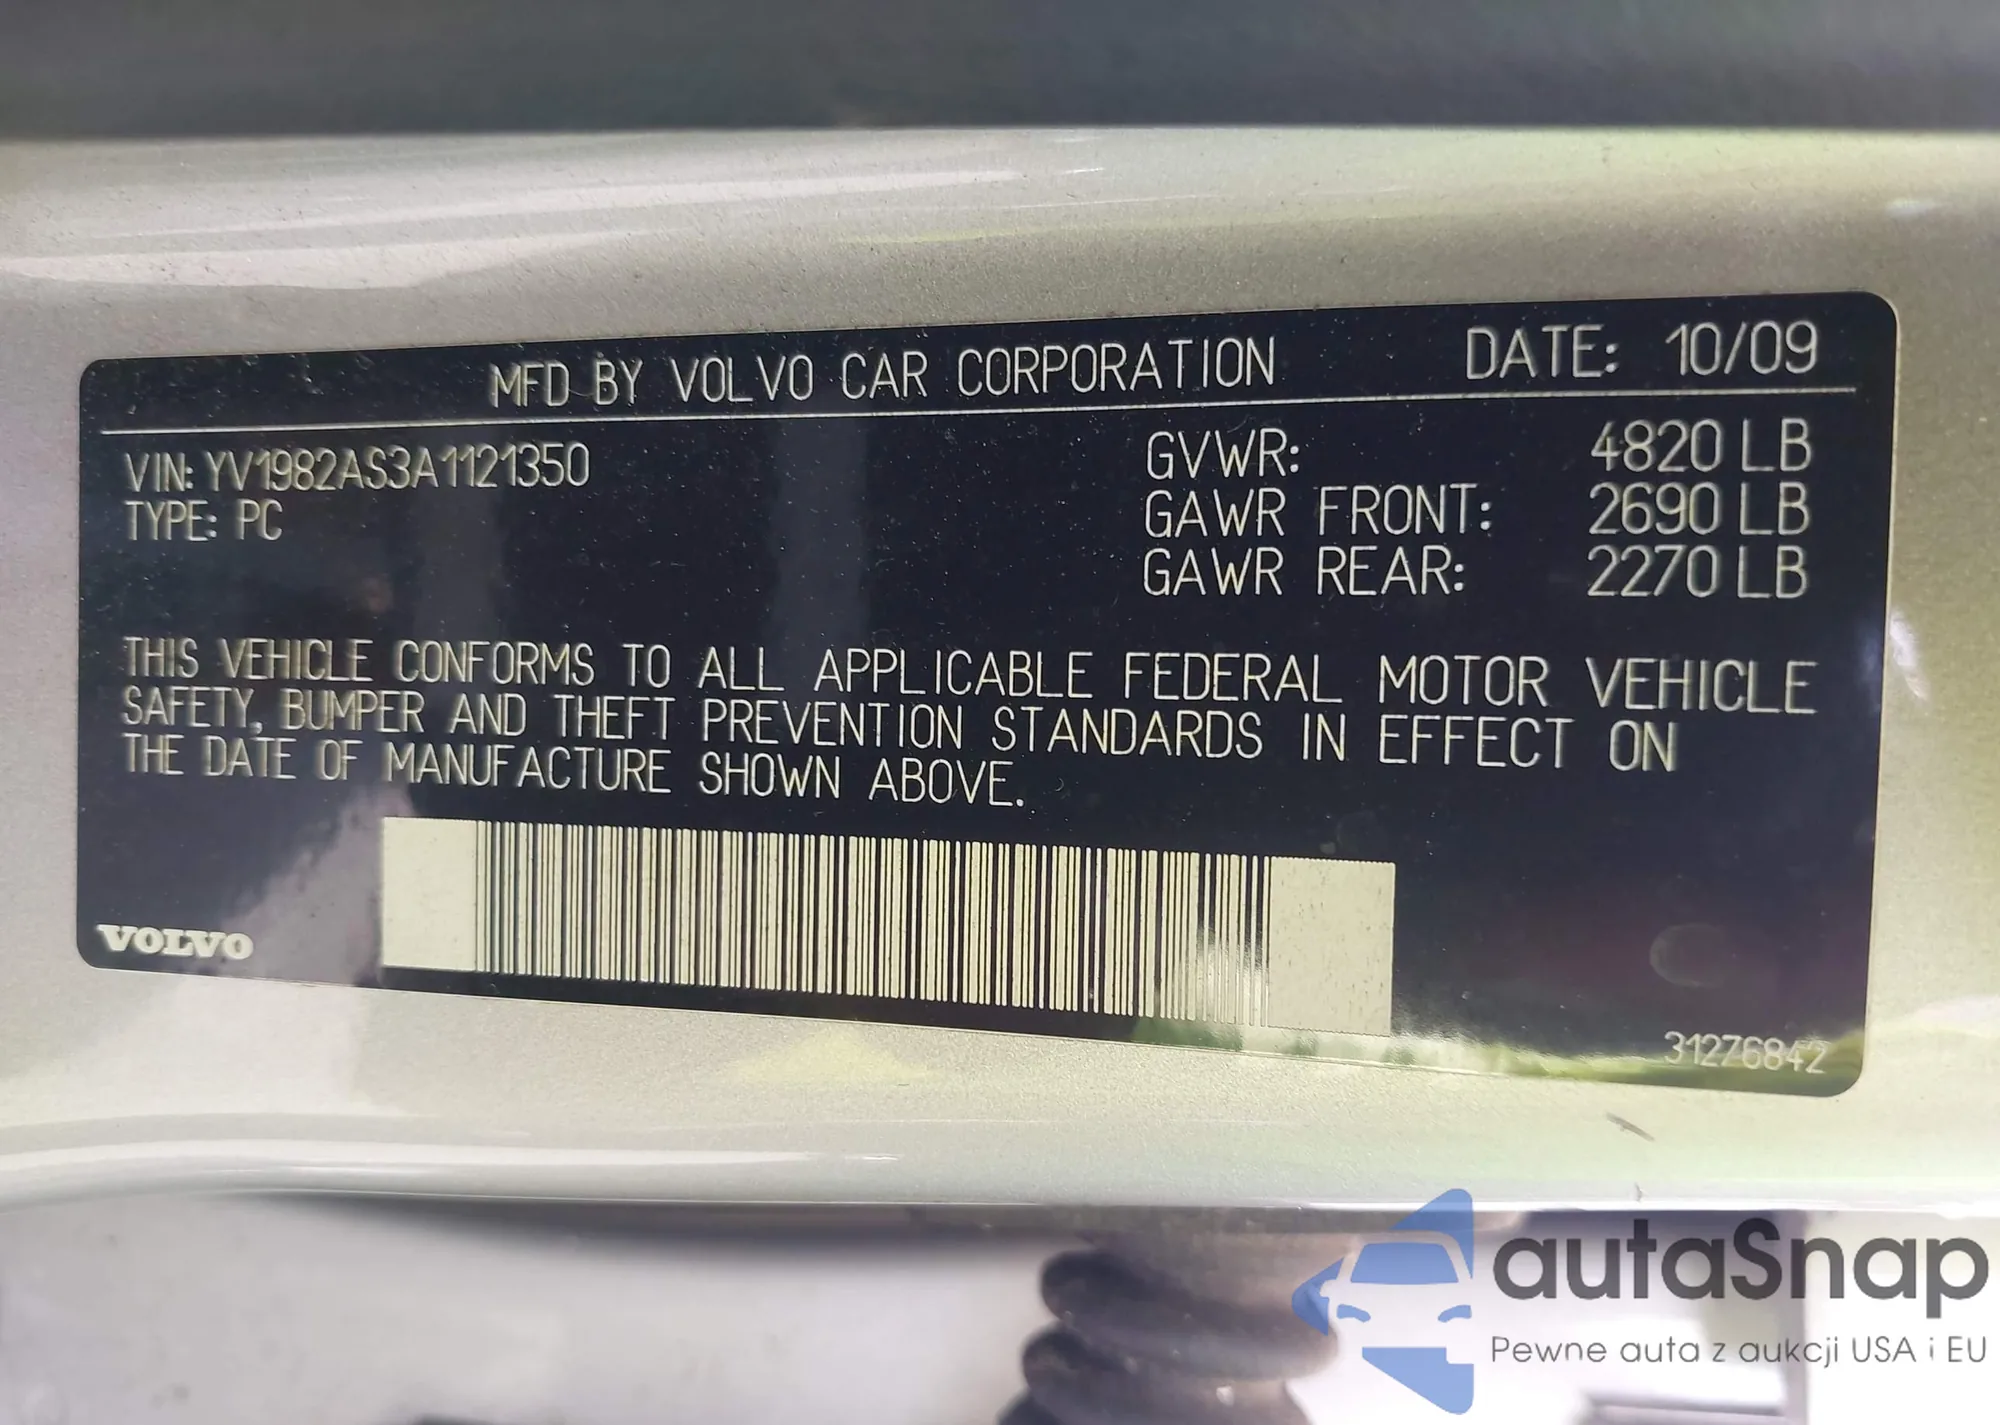 MFD BY VOLVO CAR CORPORATION DATE: 10/09
VIN: YV1982AS3A1121350 GVWR: 4820 LB
TYPE: PC GAWR FRONT: 2690 LB
GAWR REAR: 2270 LB
THIS VEHICLE CONFORMS TO ALL APPLICABLE FEDERAL MOTOR VEHICLE
SAFETY, BUMPER AND THEFT PREVENTION STANDARDS IN EFFECT ON
THE DATE OF MANUFACTURE SHOWN ABOVE.
VOLVO
31276842
autaSnap
Pewne auta z aukcji USA i EU